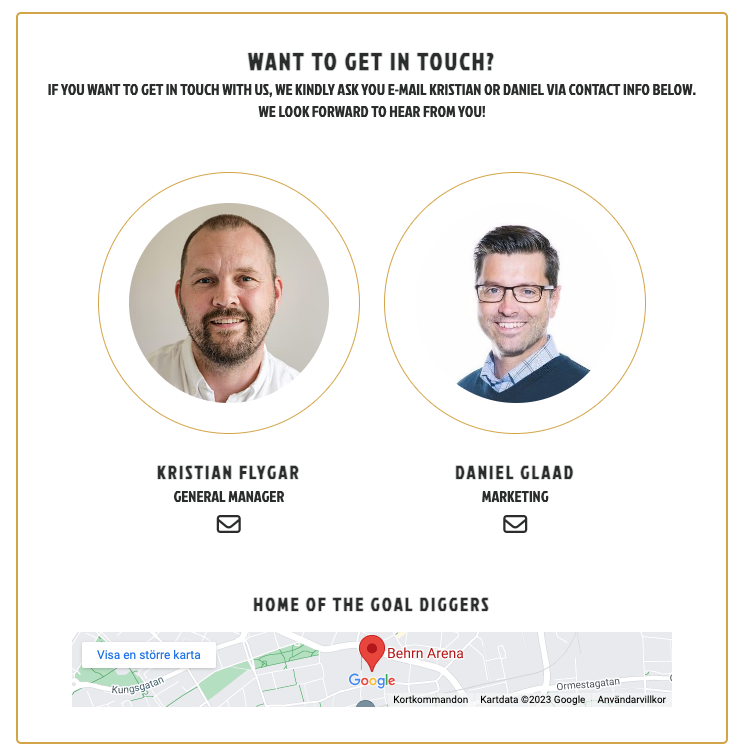 WANT TO GET IN TOUCH?
IF YOU WANT TO GET IN TOUCH WITH US, WE KINDLY ASK YOU E-MAIL KRISTIAN OR DANIEL VIA CONTACT INFO BELOW.
WE LOOK FORWARD TO HEAR FROM YOU!
KRISTIAN FLYGAR
GENERAL MANAGER
DANIEL GLAAD
MARKETING
HOME OF THE GOAL DIGGERS
Visa en större karta
Behrn Arena
Google
Kungsgatan
Ormestagatan
Kortkommandon
Kartdata ©2023 Google
Användarvillkor